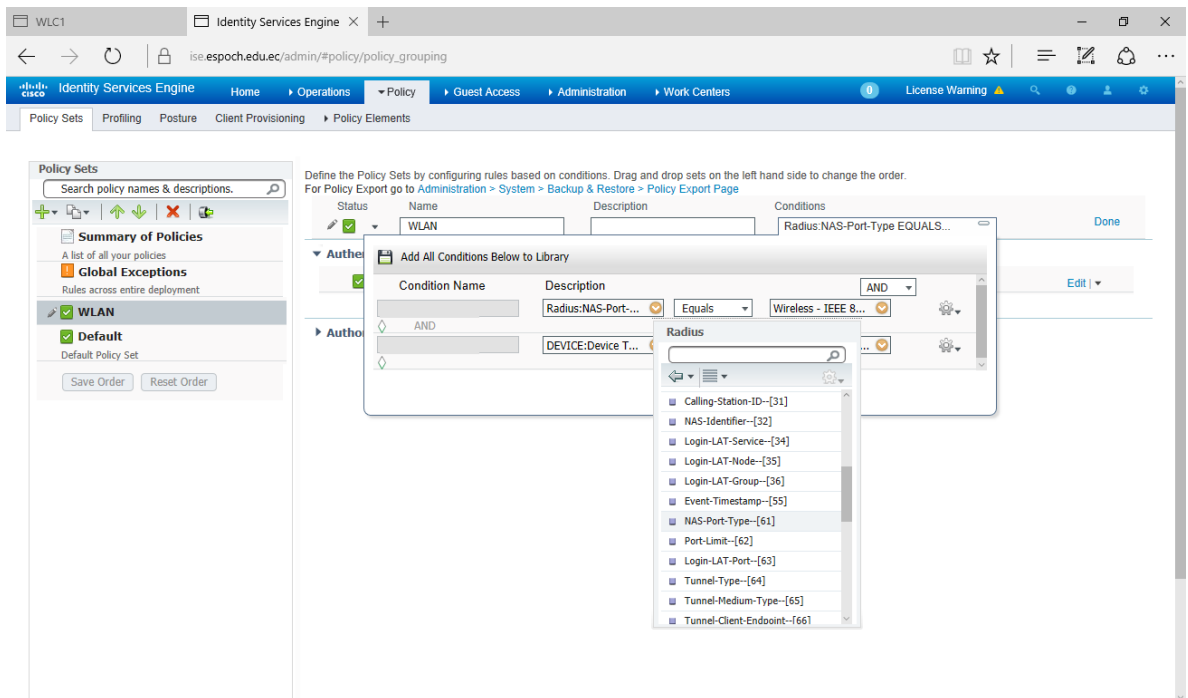 WLC1
Identity Services Engine
ise.espoch.edu.ec/admin/#policy/policy_grouping
cisco Identity Services Engine Home Operations Policy Guest Access Administration Work Centers 0 License Warning
Policy Sets Profiling Posture Client Provisioning Policy Elements
Policy Sets
Search policy names & descriptions.
Summary of Policies
A list of all your policies
Global Exceptions
Rules across entire deployment
WLAN
Default
Default Policy Set
Save Order Reset Order
Define the Policy Sets by configuring rules based on conditions. Drag and drop sets on the left hand side to change the order.
For Policy Export go to Administration > System > Backup & Restore > Policy Export Page
Status Name Description Conditions
WLAN Radius:NAS-Port-Type EQUALS... Done
Authe
Add All Conditions Below to Library
Condition Name Description AND
Edit |
Radius:NAS-Port-... Equals Wireless - IEEE 8...
AND
Autho
DEVICE:Device T... ...
Radius
Calling-Station-ID--[31]
NAS-Identifier--[32]
Login-LAT-Service--[34]
Login-LAT-Node--[35]
Login-LAT-Group--[36]
Event-Timestamp--[55]
NAS-Port-Type--[61]
Port-Limit--[62]
Login-LAT-Port--[63]
Tunnel-Type--[64]
Tunnel-Medium-Type--[65]
Tunnel-Client-Endpoint--[66]